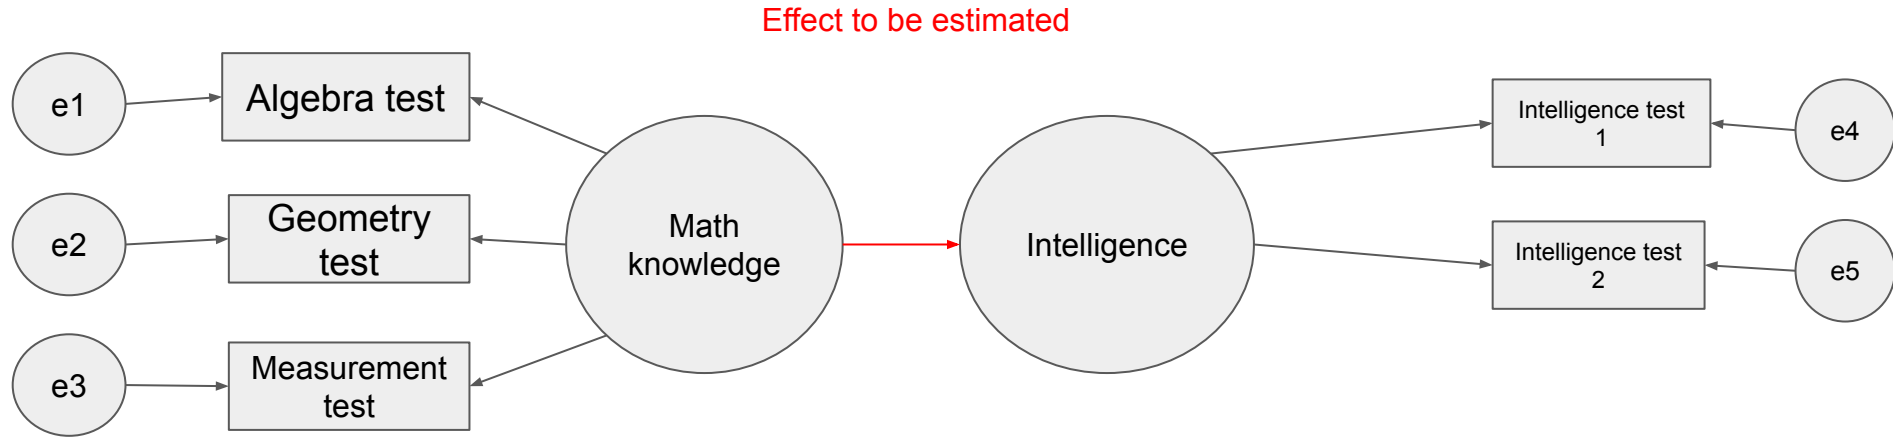 Effect to be estimated
e1
Algebra test
e2
Geometry
test
e3
Measurement
test
Math
knowledge
Intelligence
Intelligence test
1
e4
Intelligence test
2
e5